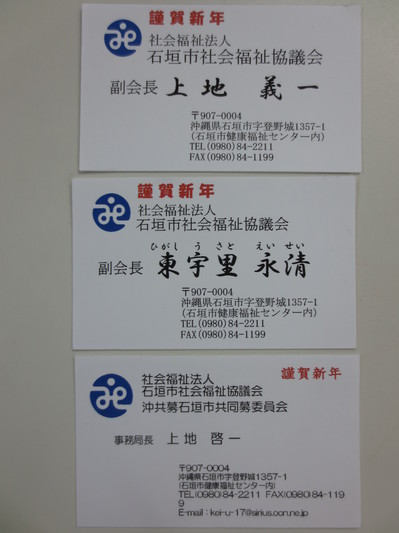 謹賀新年
社会福祉法人
石垣市社会福祉協議会
副会長 上地 義一
〒907-0004
沖縄県石垣市字登野城1357-1
(石垣市健康福祉センター内)
TEL(0980)84-2211
FAX(0980)84-1199
謹賀新年
社会福祉法人
石垣市社会福祉協議会
ひがし う さと えい せい
副会長 東宇里 永清
〒907-0004
沖縄県石垣市字登野城1357-1
(石垣市健康福祉センター内)
TEL(0980)84-2211
FAX(0980)84-1199
謹賀新年
社会福祉法人
石垣市社会福祉協議会
沖共募石垣市共同募委員会
事務局長 上地 啓一
〒907-0004
沖縄県石垣市字登野城1357-1
(石垣市健康福祉センター内)
TEL(0980)84-2211 FAX(0980)84-119
9
E-mail:kei-u-17@sirius.ocn.ne.jp